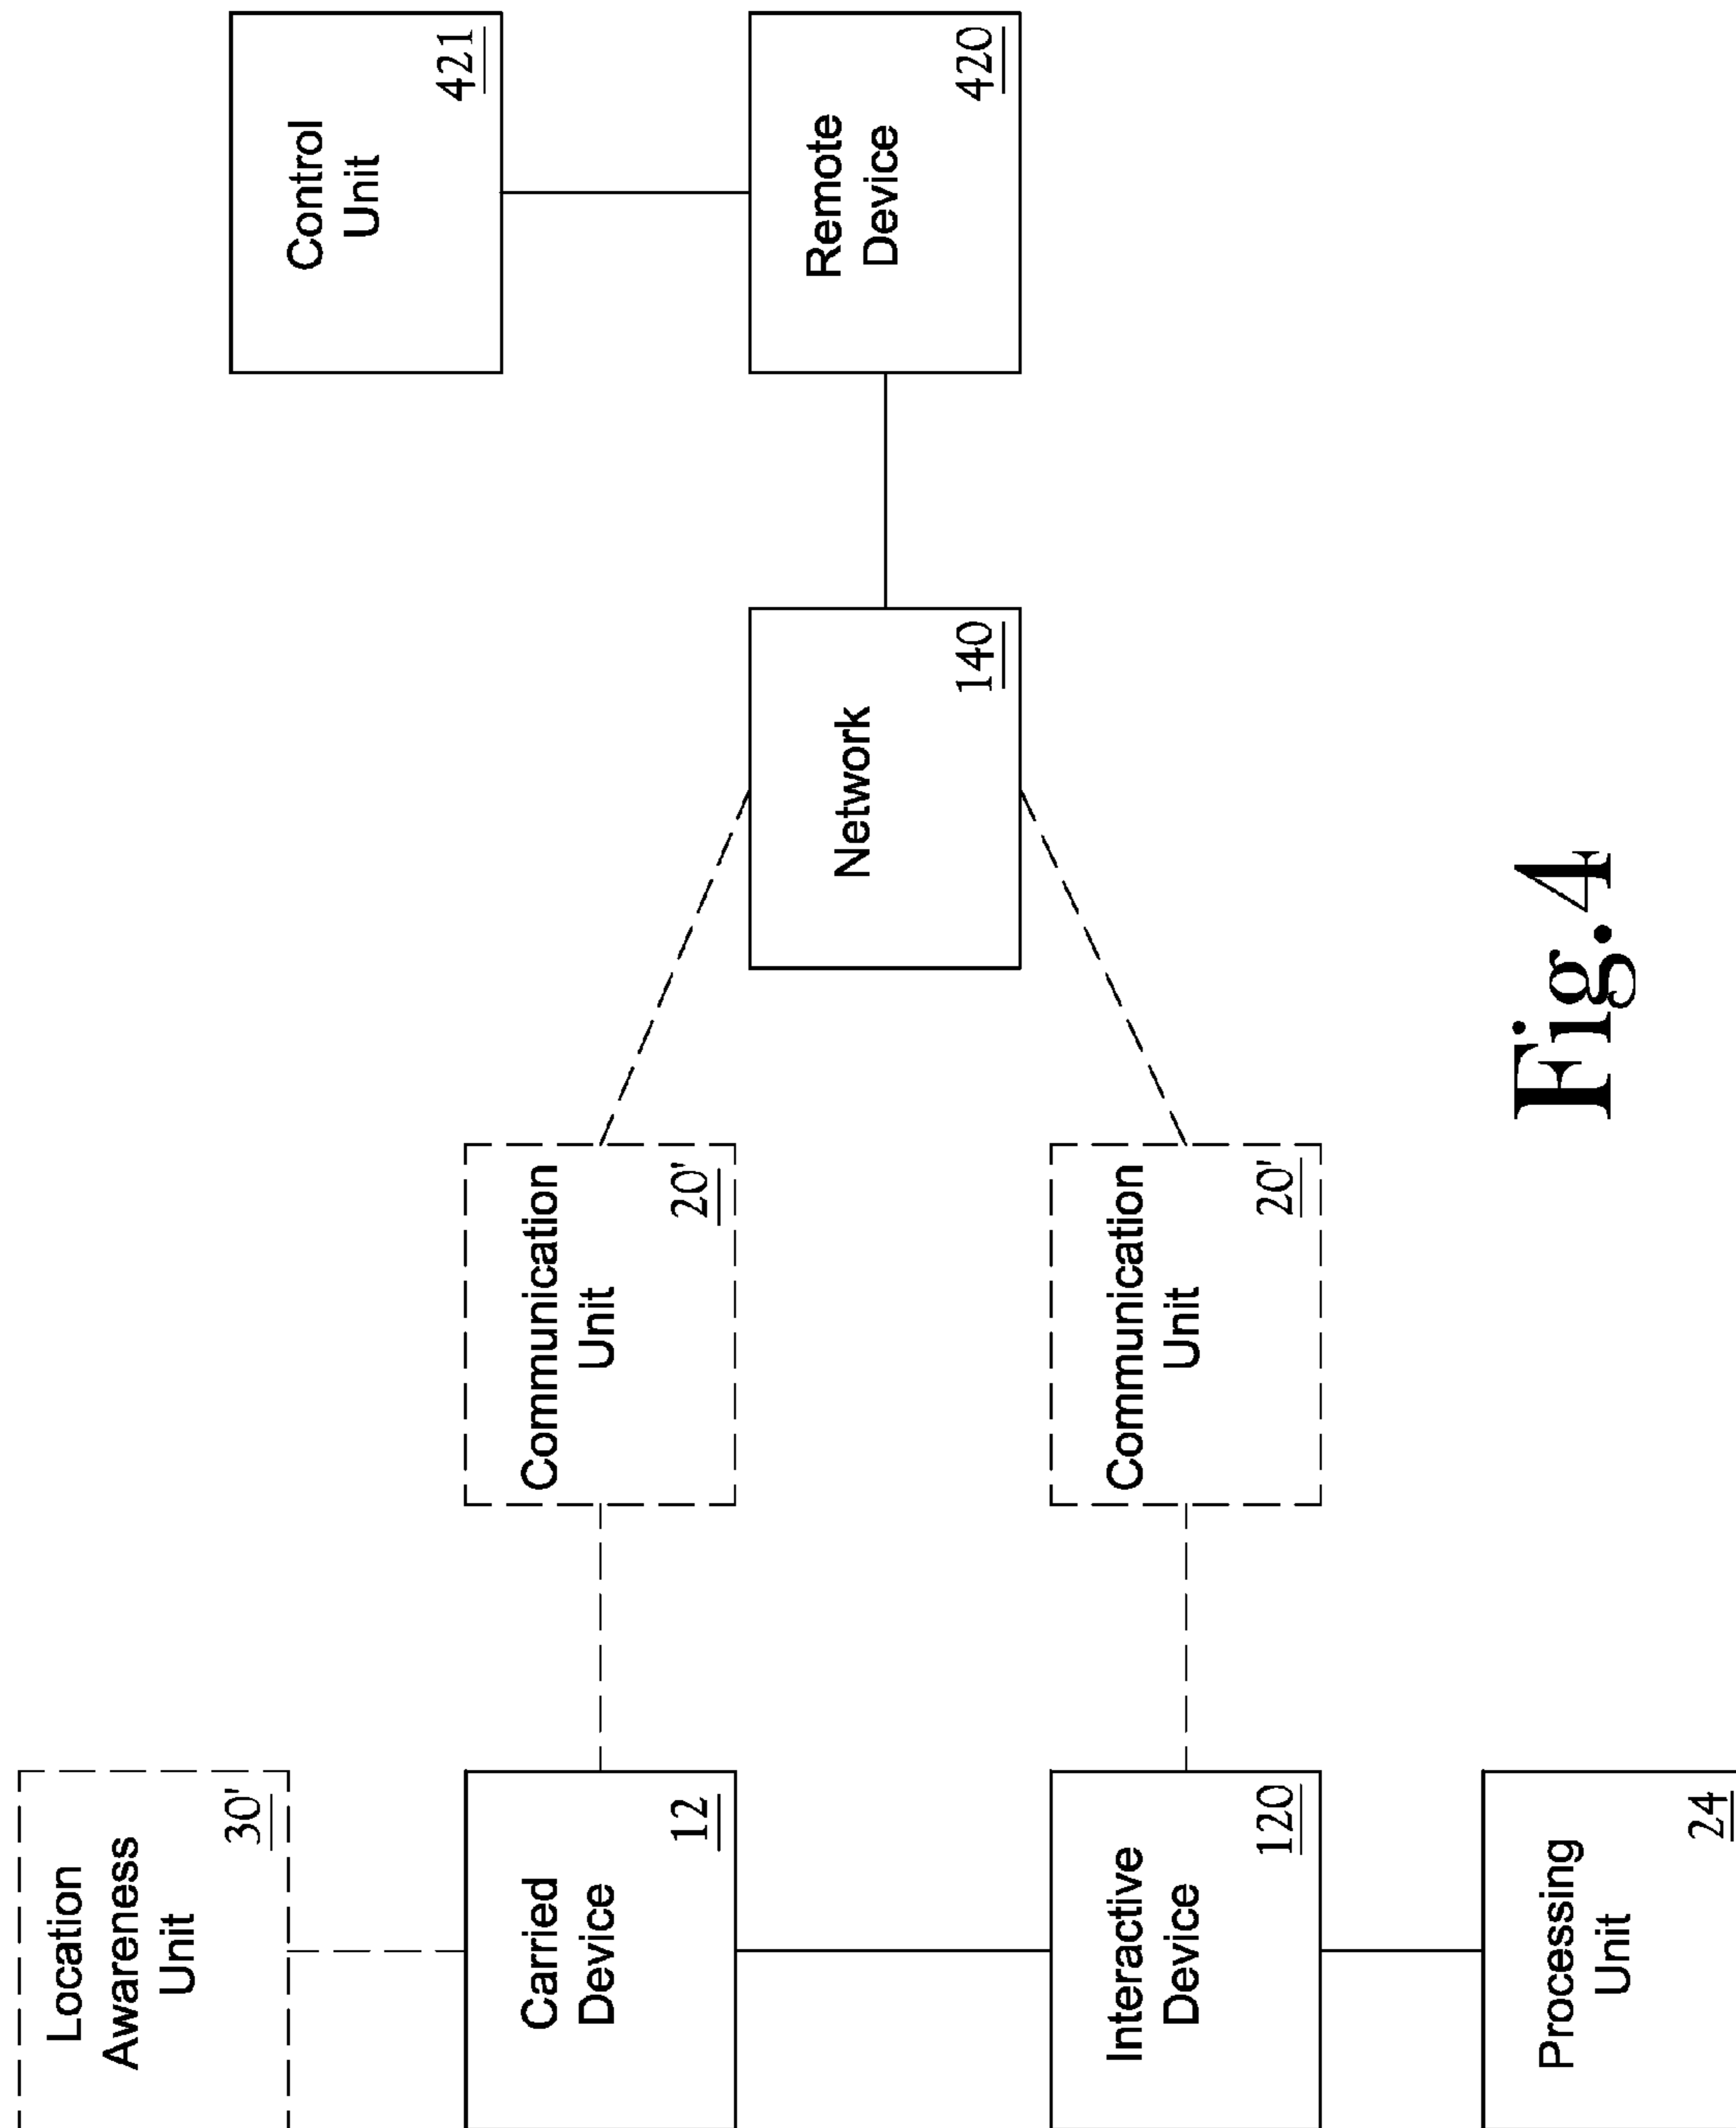 Location
Awareness
Unit
30'
Carried
Device
12
Communication
Unit
20'
Control
Unit
421
Interactive
Device
120
Communication
Unit
20'
Network
140
Remote
Device
420
Processing
Unit
24
Fig. 4